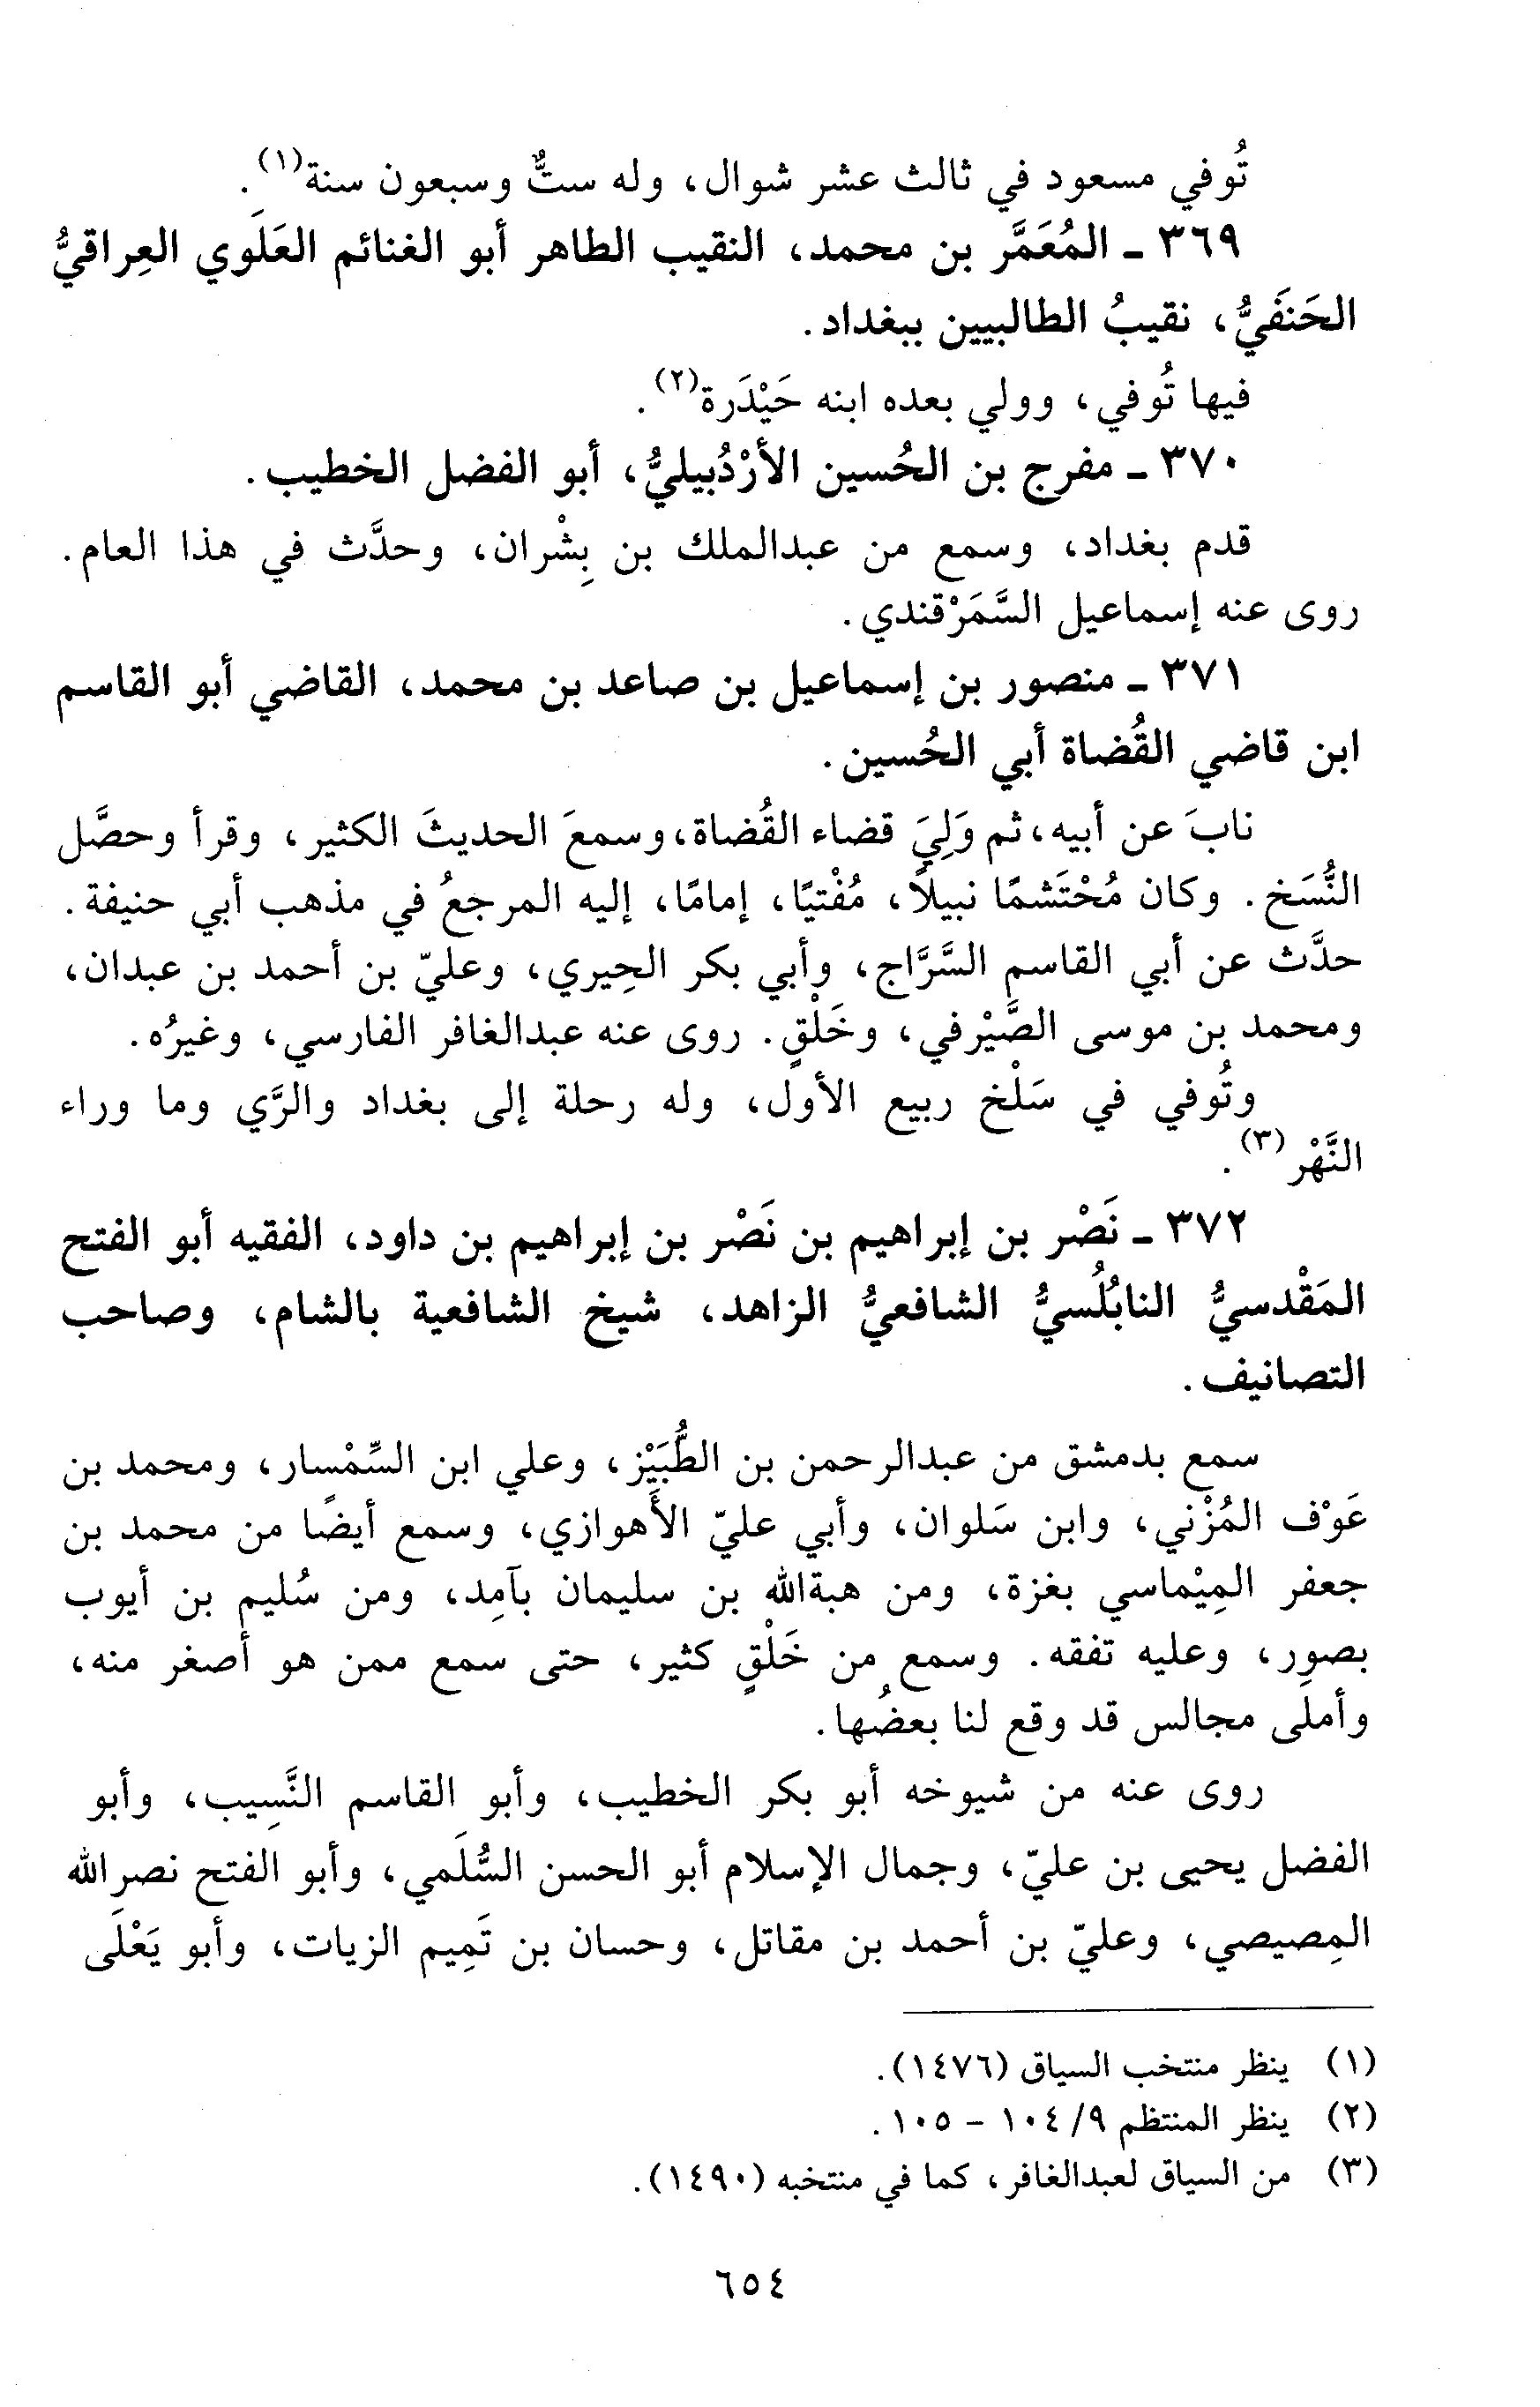 تُوفي مسعود في ثالث عشر شوال، وله ستٌّ وسبعون سنة(١).
٣٦٩ ـ المُعَمَّر بن محمد، النقيب الطاهر أبو الغنائم العَلَوي العِراقيُّ
الحَنَفيُّ، نقيبُ الطالبيين ببغداد.
فيها تُوفي، وولي بعده ابنه حَيْدَرة(٢).
٣٧٠ ـ مفرج بن الحُسين الأرْدُبيليُّ، أبو الفضل الخطيب.
قدم بغداد، وسمع من عبدالملك بن بِشْران، وحدَّث في هذا العام.
روى عنه إسماعيل السَّمَرْقندي.
٣٧١ ـ منصور بن إسماعيل بن صاعد بن محمد، القاضي أبو القاسم
ابن قاضي القُضاة أبي الحُسين.
نابَ عن أبيه، ثم وَلِيَ قضاء القُضاة، وسمعَ الحديثَ الكثير، وقرأ وحصَّل
النُّسَخ. وكان مُحْتَشمًا نبيلاً، مُفْتيًا، إمامًا، إليه المرجعُ في مذهب أبي حنيفة.
حدَّث عن أبي القاسم السَّرَّاج، وأبي بكر الحِيري، وعليّ بن أحمد بن عبدان،
ومحمد بن موسى الصَّيْرفي، وخَلْقٍ. روى عنه عبدالغافر الفارسي، وغيرُه.
وتُوفي في سَلْخ ربيع الأول، وله رحلة إلى بغداد والرَّي وما وراء
النَّهْر(٣).
٣٧٢ ـ نَصْر بن إبراهيم بن نَصْر بن إبراهيم بن داود، الفقيه أبو الفتح
المَقْدسيُّ النابُلُسيُّ الشافعيُّ الزاهد، شيخ الشافعية بالشام، وصاحب
التصانيف.
سمع بدمشق من عبدالرحمن بن الطُّبَيْز، وعلي ابن السِّمْسار، ومحمد بن
عَوْف المُزْني، وابن سَلوان، وأبي عليّ الأَهوازي، وسمع أيضًا من محمد بن
جعفر المِيْماسي بغزة، ومن هبةالله بن سليمان بآمِد، ومن سُليم بن أيوب
بصور، وعليه تفقه. وسمع من خَلْقٍ كثير، حتى سمع ممن هو أصغر منه،
وأملى مجالس قد وقع لنا بعضُها.
روى عنه من شيوخه أبو بكر الخطيب، وأبو القاسم النَّسِيب، وأبو
الفضل يحيى بن عليّ، وجمال الإسلام أبو الحسن السُّلَمي، وأبو الفتح نصرالله
المِصيصي، وعليّ بن أحمد بن مقاتل، وحسان بن تَمِيم الزيات، وأبو يَعْلَى
(١) ينظر منتخب السياق (١٤٧٦).
(٢) ينظر المنتظم ٩/ ١٠٤ - ١٠٥.
(٣) من السياق لعبدالغافر، كما في منتخبه (١٤٩٠).
٦٥٤